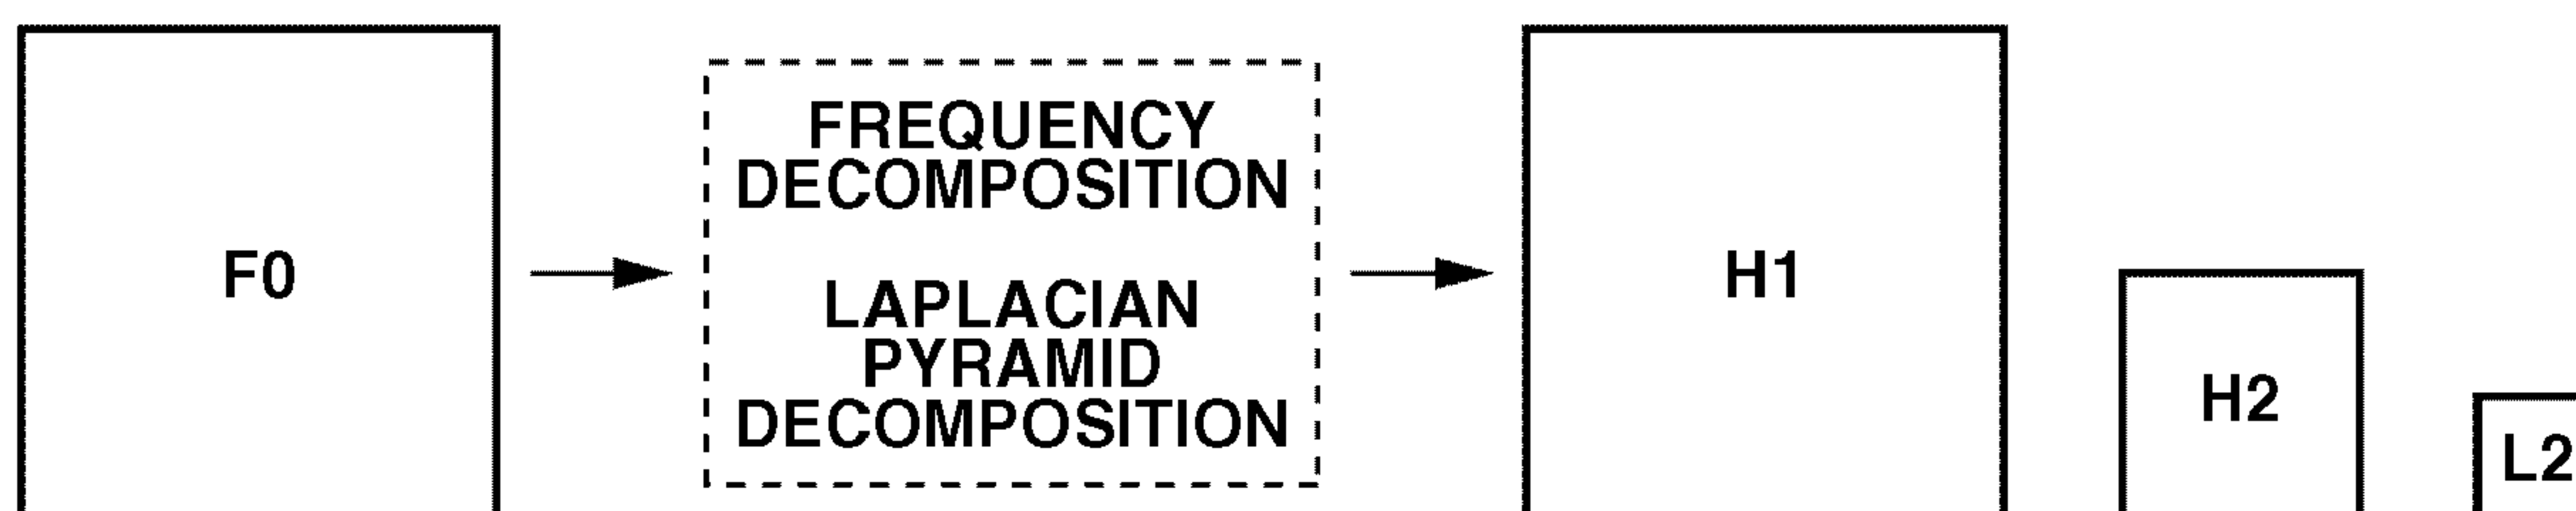 F0
FREQUENCY
DECOMPOSITION
LAPLACIAN
PYRAMID
DECOMPOSITION
H1
H2
L2